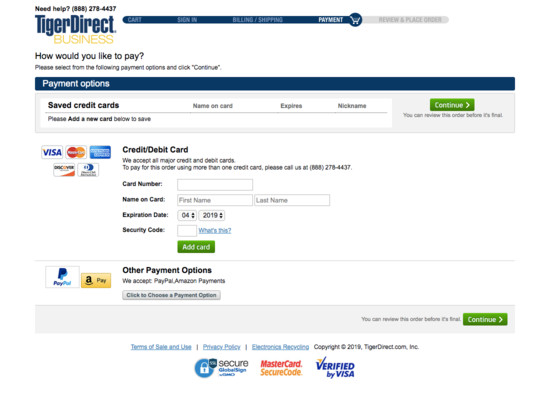 Need help? (888) 278-4437
TigerDirect
BUSINESS
CART SIGN IN BILLING / SHIPPING PAYMENT REVIEW & PLACE ORDER
How would you like to pay?
Please select from the following payment options and click "Continue".
Payment options
Saved credit cards Name on card Expires Nickname
Continue
Please Add a new card below to save
You can review this order before it's final.
VISA MasterCard
DISCOVER
Credit/Debit Card
We accept all major credit and debit cards.
To pay for this order using more than one credit card, please call us at (888) 278-4437.
Card Number:
Name on Card: First Name Last Name
Expiration Date: 04 2019
Security Code: What's this?
Add card
PayPal a Pay
Other Payment Options
We accept: PayPal,Amazon Payments
Click to Choose a Payment Option
You can review this order before it's final. Continue
Terms of Sale and Use | Privacy Policy | Electronics Recycling Copyright © 2019, TigerDirect.com, Inc.
secure
GlobalSign
by GMO
MasterCard.
SecureCode.
VERIFIED
by VISA